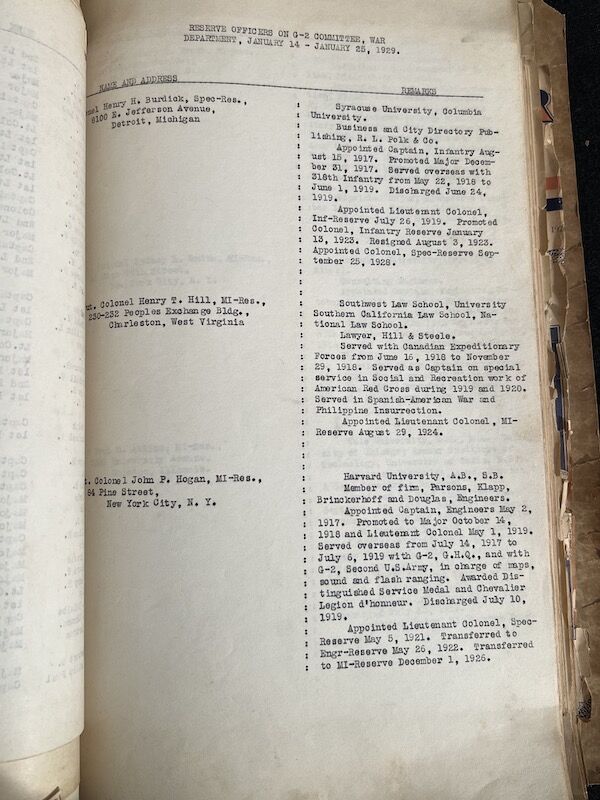 RESERVE OFFICERS ON G-2 COMMITTEE, WAR
DEPARTMENT, JANUARY 14 - JANUARY 25, 1929.
NAME AND ADDRESS
REMARKS
nel Henry H. Burdick, Spec-Res.,
6100 E. Jefferson Avenue,
Detroit, Michigan
Syracuse University, Columbia
University.
Business and City Directory Pub-
lishing, R. L. Polk & Co.
Appointed Captain, Infantry Aug-
ust 15, 1917. Promoted Major Decem-
ber 31, 1917. Served overseas with
318th Infantry from May 22, 1918 to
June 1, 1919. Discharged June 24,
1919.
Appointed Lieutenant Colonel,
Inf-Reserve July 26, 1919. Promoted
Colonel, Infantry Reserve January
13, 1923. Resigned August 3, 1923.
Appointed Colonel, Spec-Reserve Sep-
tember 25, 1928.
ut. Colonel Henry T. Hill, MI-Res.,
230-232 Peoples Exchange Bldg.,
Charleston, West Virginia
Southwest Law School, University
Southern California Law School, Na-
tional Law School.
Lawyer, Hill & Steele.
Served with Canadian Expeditionary
Forces from June 16, 1918 to November
29, 1918. Served as Captain on special
service in Social and Recreation work of
American Red Cross during 1919 and 1920.
Served in Spanish-American War and
Philippine Insurrection.
Appointed Lieutenant Colonel, MI-
Reserve August 29, 1924.
t. Colonel John P. Hogan, MI-Res.,
84 Pine Street,
New York City, N. Y.
Harvard University, A.B., S.B.
Member of firm, Parsons, Klapp,
Brinckerhoff and Douglas, Engineers.
Appointed Captain, Engineers May 2,
1917. Promoted to Major October 14,
1918 and Lieutenant Colonel May 1, 1919.
Served overseas from July 14, 1917 to
July 6, 1919 with G-2, G.H.Q., and with
G-2, Second U.S.Army, in charge of maps,
sound and flash ranging. Awarded Dis-
tinguished Service Medal and Chevalier
Legion d'honneur. Discharged July 10,
1919.
Appointed Lieutenant Colonel, Spec-
Reserve May 5, 1921. Transferred to
Engr-Reserve May 26, 1922. Transferred
to MI-Reserve December 1, 1926.